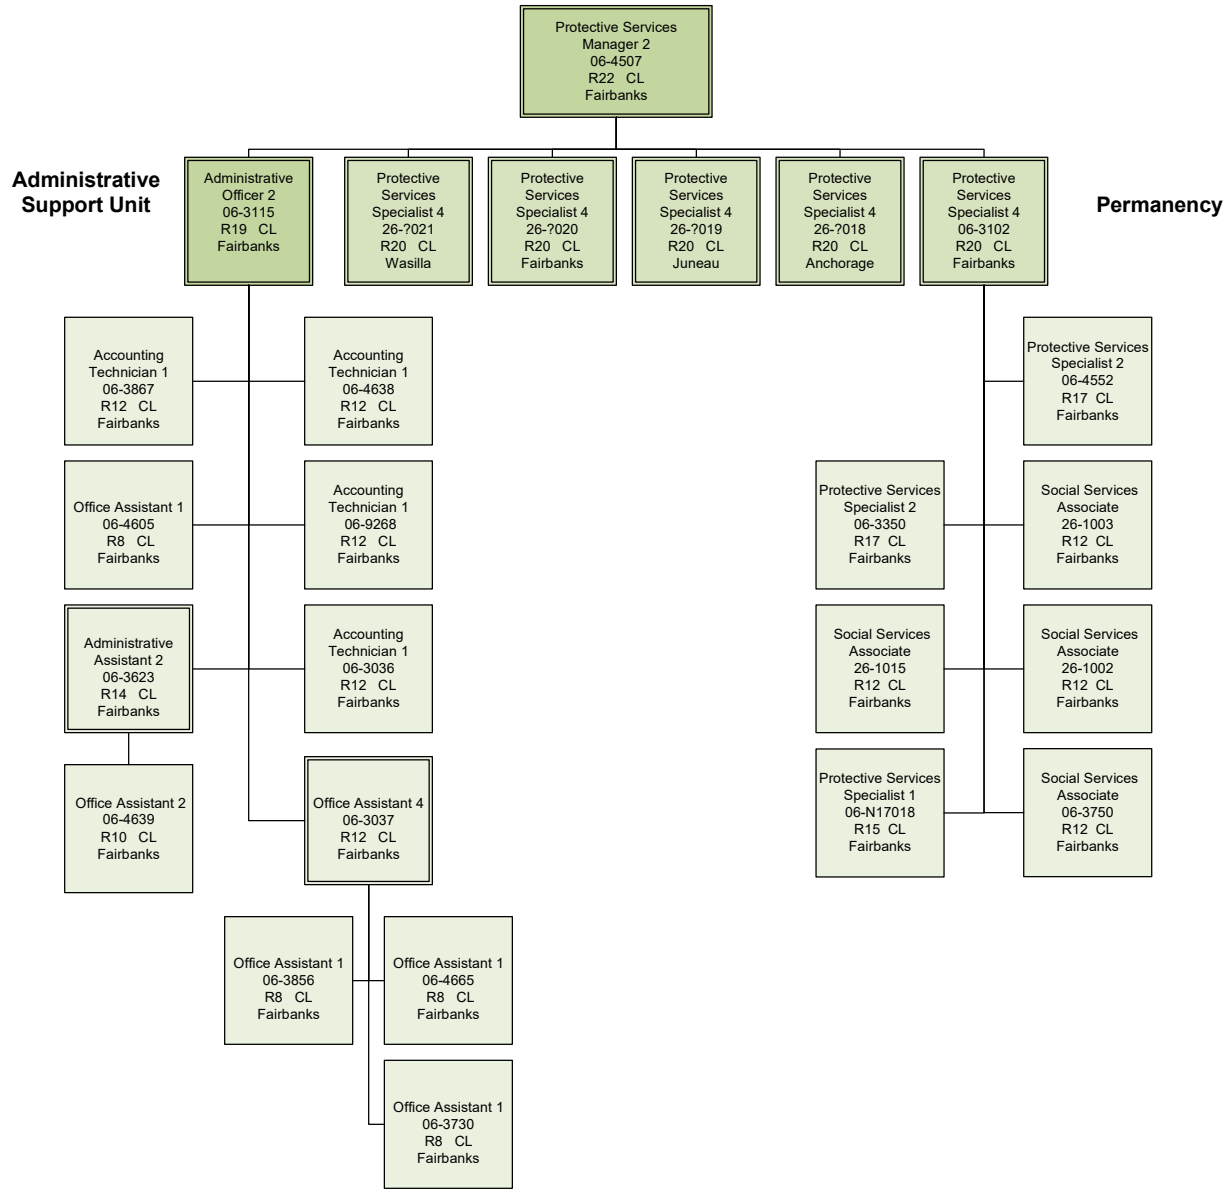 Protective Services
Manager 2
06-4507
R22 CL
Fairbanks
Administrative
Support Unit
Administrative
Officer 2
06-3115
R19 CL
Fairbanks
Protective
Services
Specialist 4
26-?021
R20 CL
Wasilla
Protective
Services
Specialist 4
26-?020
R20 CL
Fairbanks
Protective
Services
Specialist 4
26-?019
R20 CL
Juneau
Protective
Services
Specialist 4
26-?018
R20 CL
Anchorage
Protective
Services
Specialist 4
06-3102
R20 CL
Fairbanks
Permanency
Accounting
Technician 1
06-3867
R12 CL
Fairbanks
Accounting
Technician 1
06-4638
R12 CL
Fairbanks
Protective Services
Specialist 2
06-4552
R17 CL
Fairbanks
Office Assistant 1
06-4605
R8 CL
Fairbanks
Accounting
Technician 1
06-9268
R12 CL
Fairbanks
Protective Services
Specialist 2
06-3350
R17 CL
Fairbanks
Social Services
Associate
26-1003
R12 CL
Fairbanks
Administrative
Assistant 2
06-3623
R14 CL
Fairbanks
Accounting
Technician 1
06-3036
R12 CL
Fairbanks
Social Services
Associate
26-1015
R12 CL
Fairbanks
Social Services
Associate
26-1002
R12 CL
Fairbanks
Office Assistant 2
06-4639
R10 CL
Fairbanks
Office Assistant 4
06-3037
R12 CL
Fairbanks
Protective Services
Specialist 1
06-N17018
R15 CL
Fairbanks
Social Services
Associate
06-3750
R12 CL
Fairbanks
Office Assistant 1
06-3856
R8 CL
Fairbanks
Office Assistant 1
06-4665
R8 CL
Fairbanks
Office Assistant 1
06-3730
R8 CL
Fairbanks